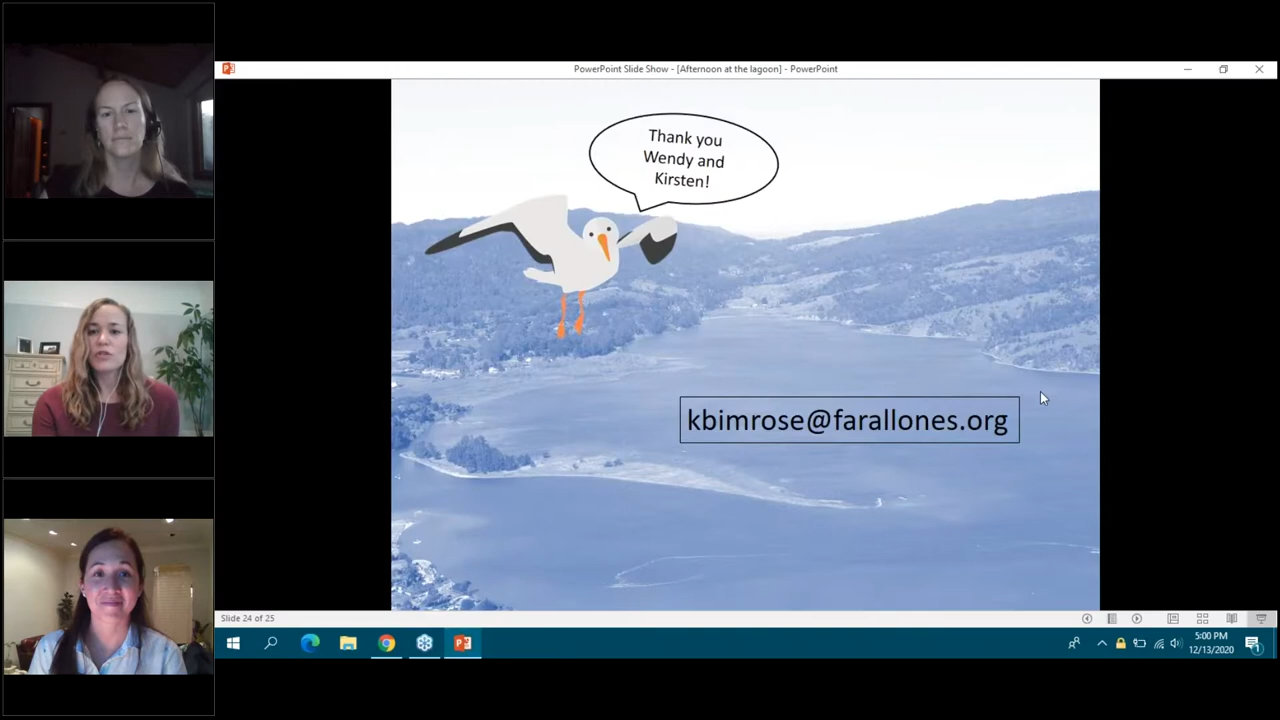 PowerPoint Slide Show - [Afternoon at the lagoon] - PowerPoint
Thank you
Wendy and
Kirsten!
kbimrose@farallones.org
Slide 24 of 25
5:00 PM
12/13/2020
1